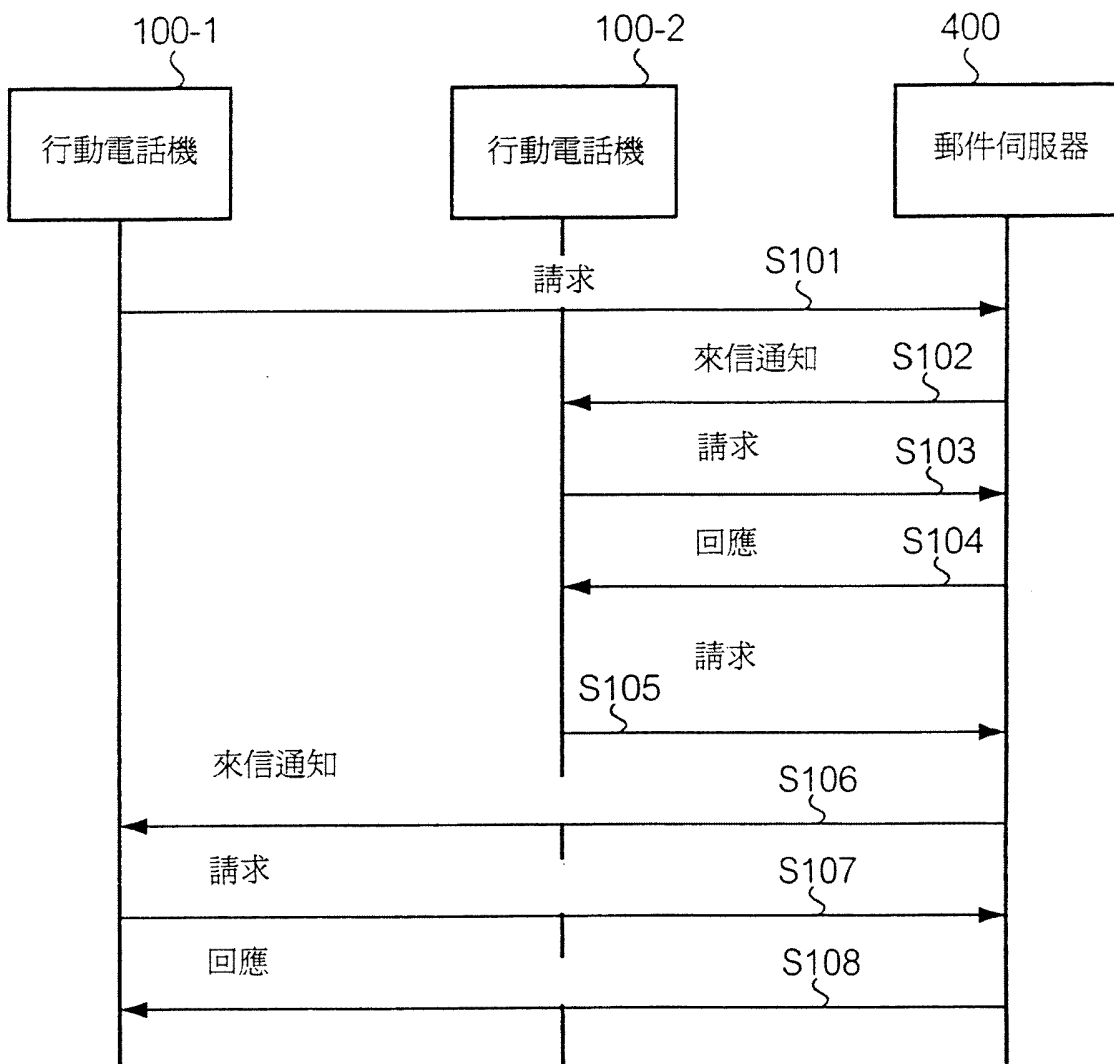 100-1
100-2
400
行動電話機
行動電話機
郵件伺服器
請求
S101
來信通知
S102
請求
S103
回應
S104
請求
S105
來信通知
S106
請求
S107
回應
S108